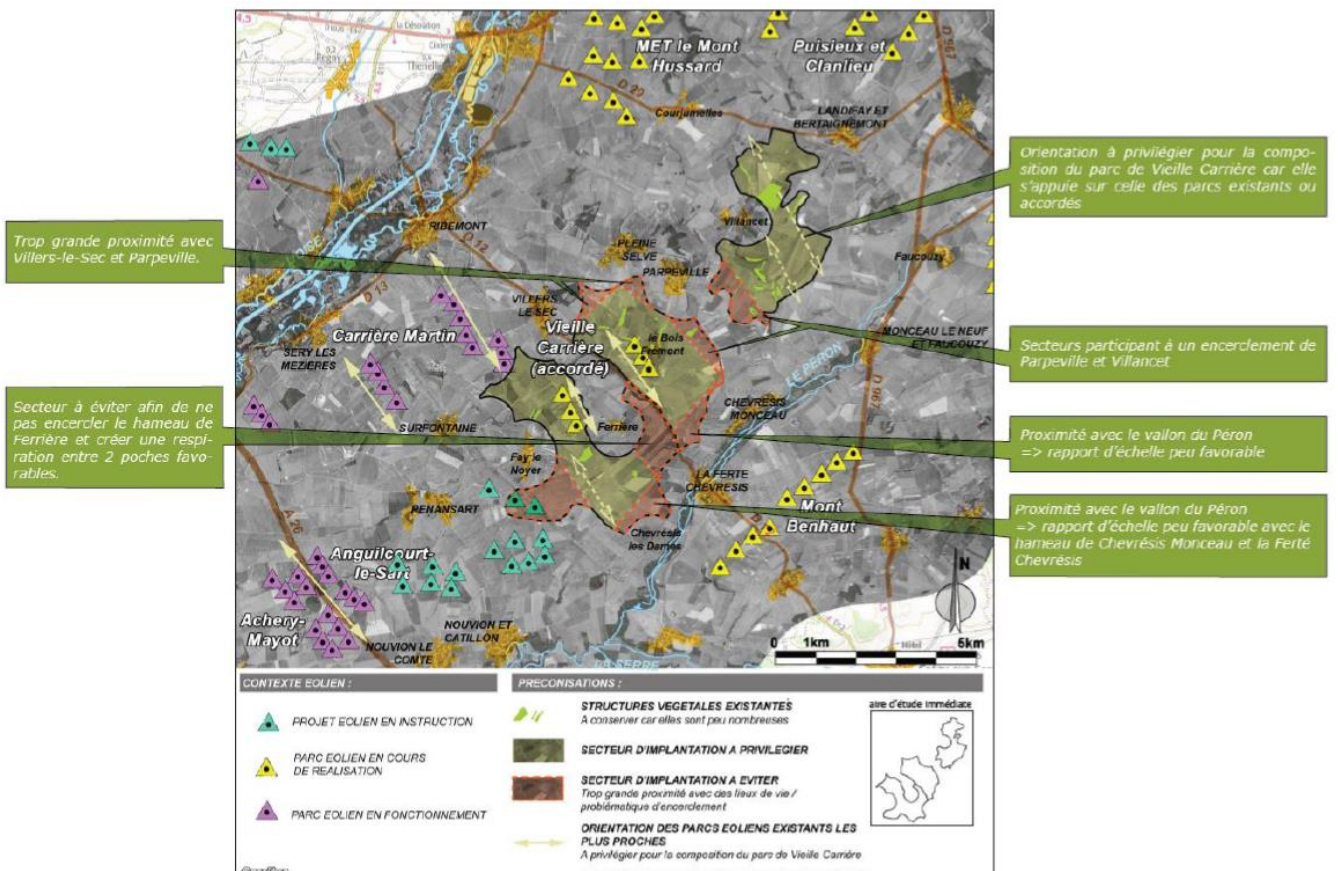 la Désolation
Regny
Thenelles
MET le Mont
Hussard
Puisieux et
Clanlieu
D 967
D 29
Courjumelles
LANDIFAY ET
BERTAIGNEMONT
Orientation à privilégier pour la compo-
sition du parc de Vieille Carrière car elle
s'appuie sur celle des parcs existants ou
accordés
Trop grande proximité avec
Villers-le-Sec et Parpeville.
RIBEMONT
D 12
Villancet
PLEINE
SELVE
PARPEVILLE
Faucouzy
D 13
VILLERS
LE SEC
Carrière Martin
Vieille
Carrière
(accordé)
le Bois
Frément
MONCEAU LE NEUF
ET FAUCOUZY
LE PÉRON
Secteurs participant à un encerclement de
Parpeville et Villancet
SERY LES
MEZIERES
CHEVRESIS
MONCEAU
D 967
Secteur à éviter afin de ne
pas encercler le hameau de
Ferrière et créer une respi-
ration entre 2 poches favo-
rables.
SURFONTAINE
Ferrière
Fay le
Noyer
Proximité avec le vallon du Péron
=> rapport d'échelle peu favorable
RENANSART
LA FERTE
CHEVRESIS
Mont
Benhaut
A 26
Chevrésis
les Dames
Proximité avec le vallon du Péron
=> rapport d'échelle peu favorable avec le
hameau de Chevrésis Monceau et la Ferté
Chevrésis
Anguilcourt-
le-Sart
N
Achery-
Mayot
NOUVION ET
CATILLON
NOUVION LE
COMTE
LA SERRE
0 1km 5km
CONTEXTE EOLIEN :
PROJET EOLIEN EN INSTRUCTION
PARC EOLIEN EN COURS
DE REALISATION
PARC EOLIEN EN FONCTIONNEMENT
PRECONISATIONS :
STRUCTURES VEGETALES EXISTANTES
A conserver car elles sont peu nombreuses
SECTEUR D'IMPLANTATION A PRIVILEGIER
SECTEUR D'IMPLANTATION A EVITER
Trop grande proximité avec des lieux de vie /
problématique d'encerclement
ORIENTATION DES PARCS EOLIENS EXISTANTS LES
PLUS PROCHES
A privilégier pour la composition du parc de Vieille Carrière
aire d'étude immédiate